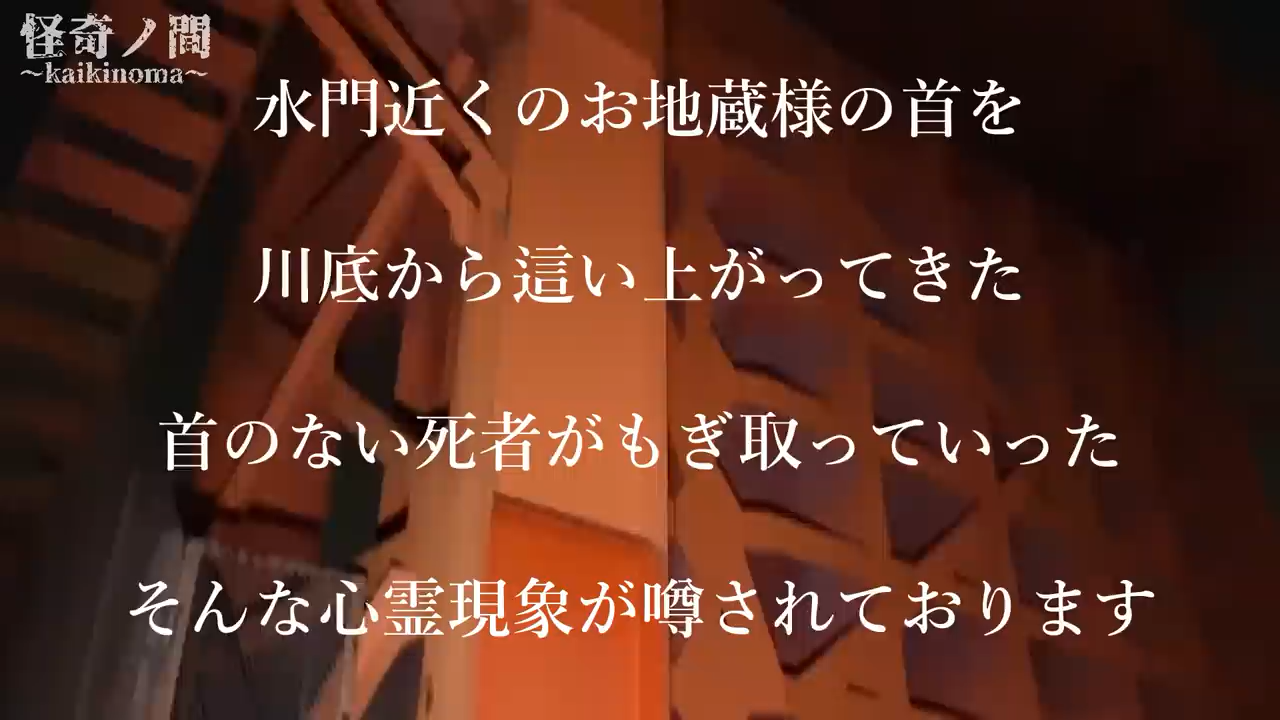 怪奇ノ間
～kaikinoma～
水門近くのお地蔵様の首を
川底から這い上がってきた
首のない死者がもぎ取っていった
そんな心霊現象が噂されております